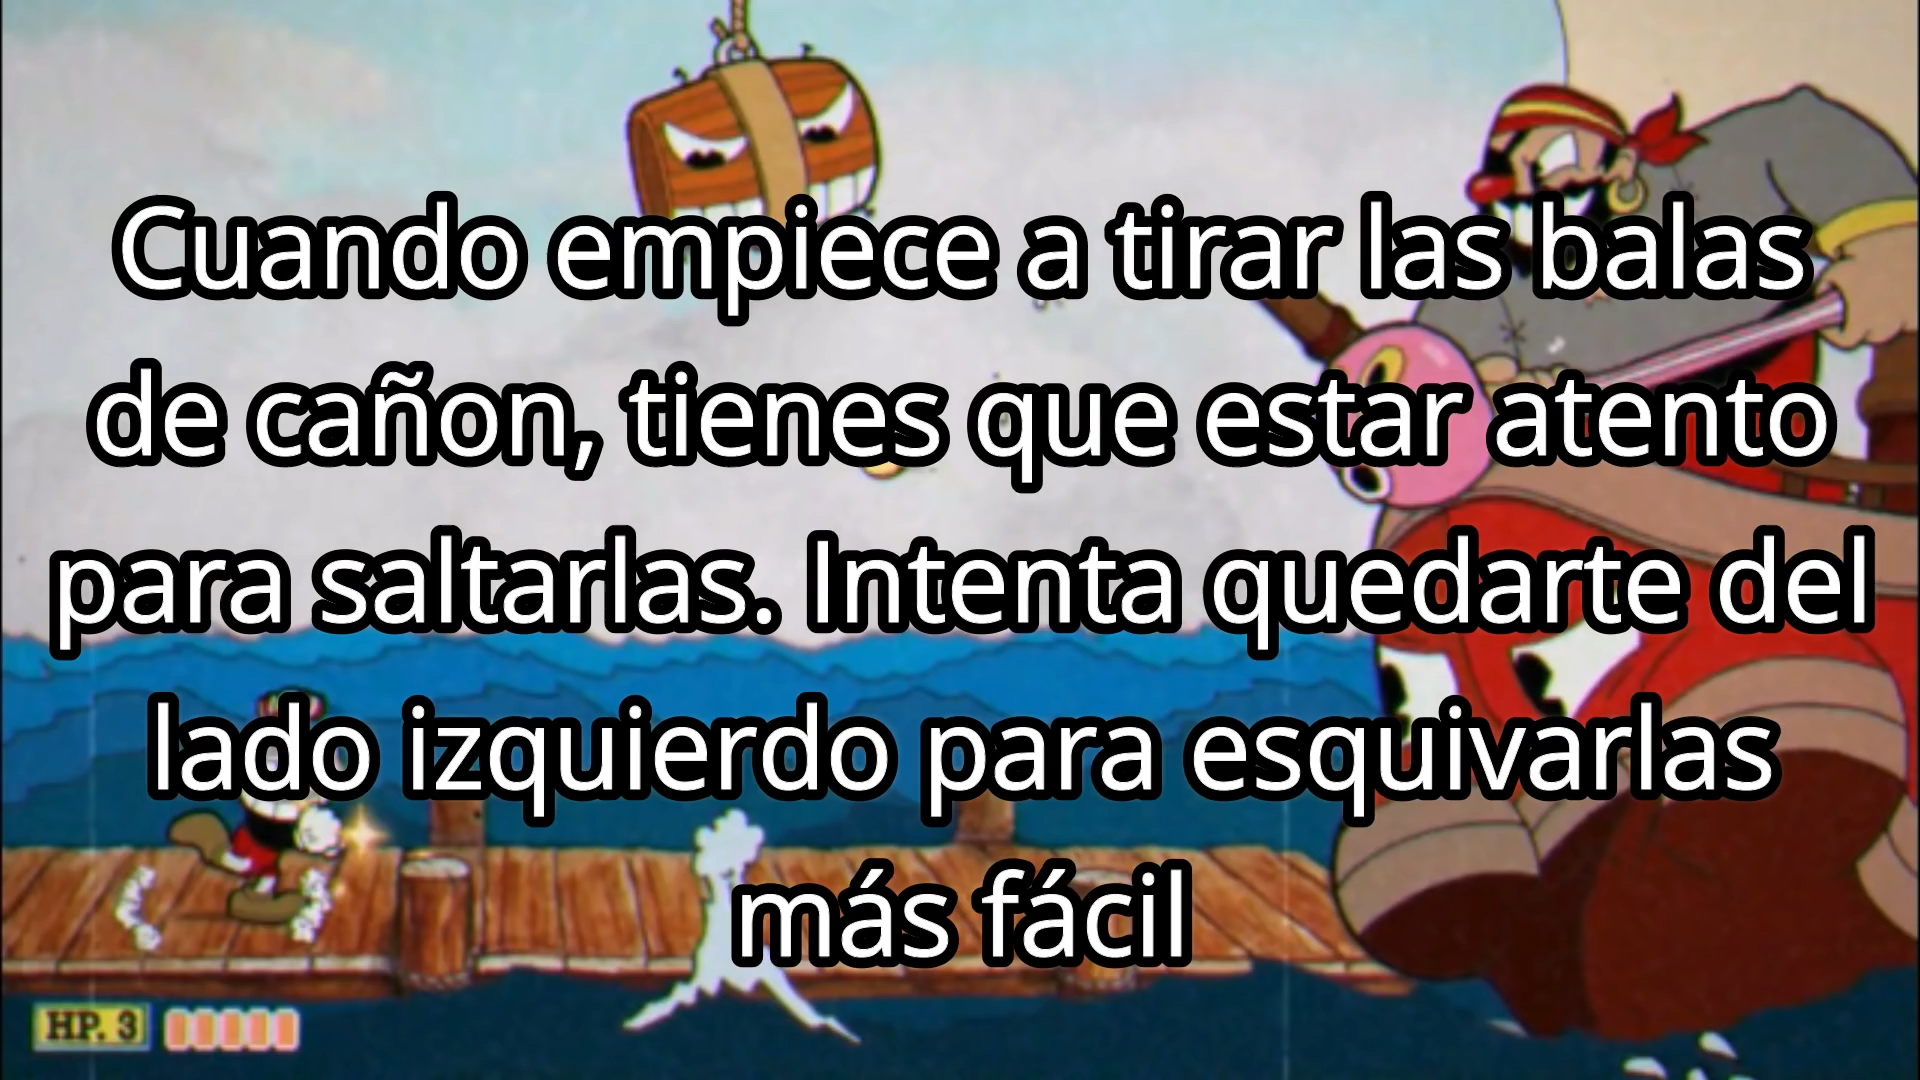 Cuando empiece a tirar las balas
de cañon, tienes que estar atento
para saltarlas. Intenta quedarte del
lado izquierdo para esquivarlas
más fácil
HP. 3